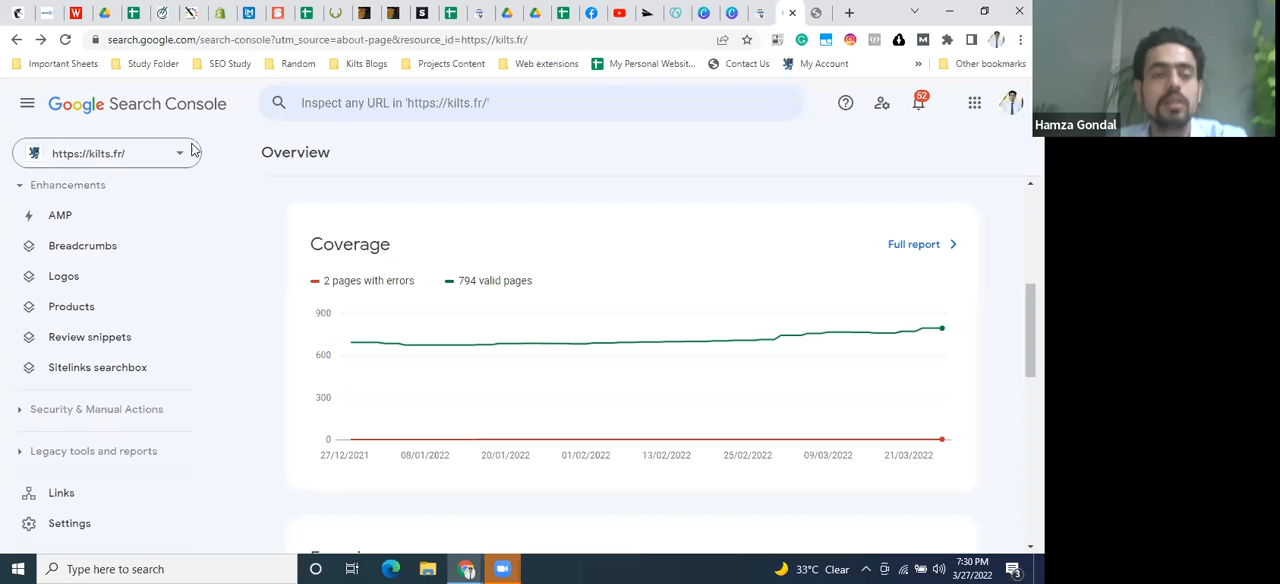 search.google.com/search-console?utm_source=about-page&resource_id=https://kilts.fr/
Important Sheets
Study Folder
SEO Study
Random
Kilts Blogs
Projects Content
Web extensions
My Personal Websit...
Contus Us
My Account
»
Other bookmarks
Google Search Console
Inspect any URL in 'https://kilts.fr/'
52
Hamza Gondal
https://kilts.fr/
Overview
Enhancements
AMP
Breadcrumbs
Logos
Products
Review snippets
Sitelinks searchbox
Security & Manual Actions
Legacy tools and reports
Links
Settings
Coverage
Full report
2 pages with errors
794 valid pages
900
600
300
0
27/12/2021
08/01/2022
20/01/2022
01/02/2022
13/02/2022
25/02/2022
09/03/2022
21/03/2022
Type here to search
33°C Clear
7:30 PM
3/27/2022
3